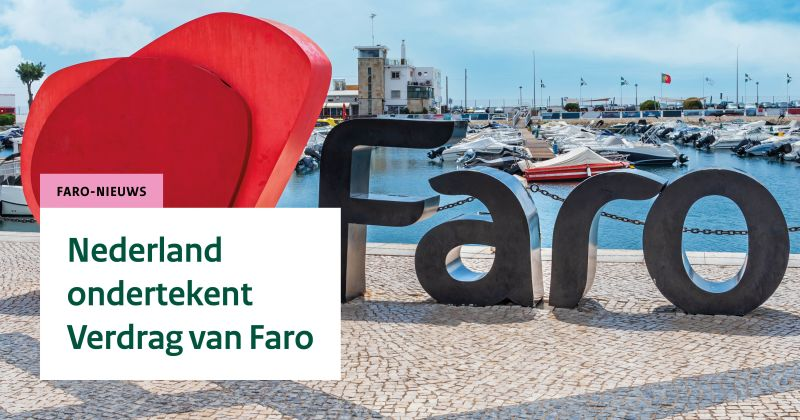 Faro
FARO-NIEUWS
Nederland
ondertekent
Verdrag van Faro